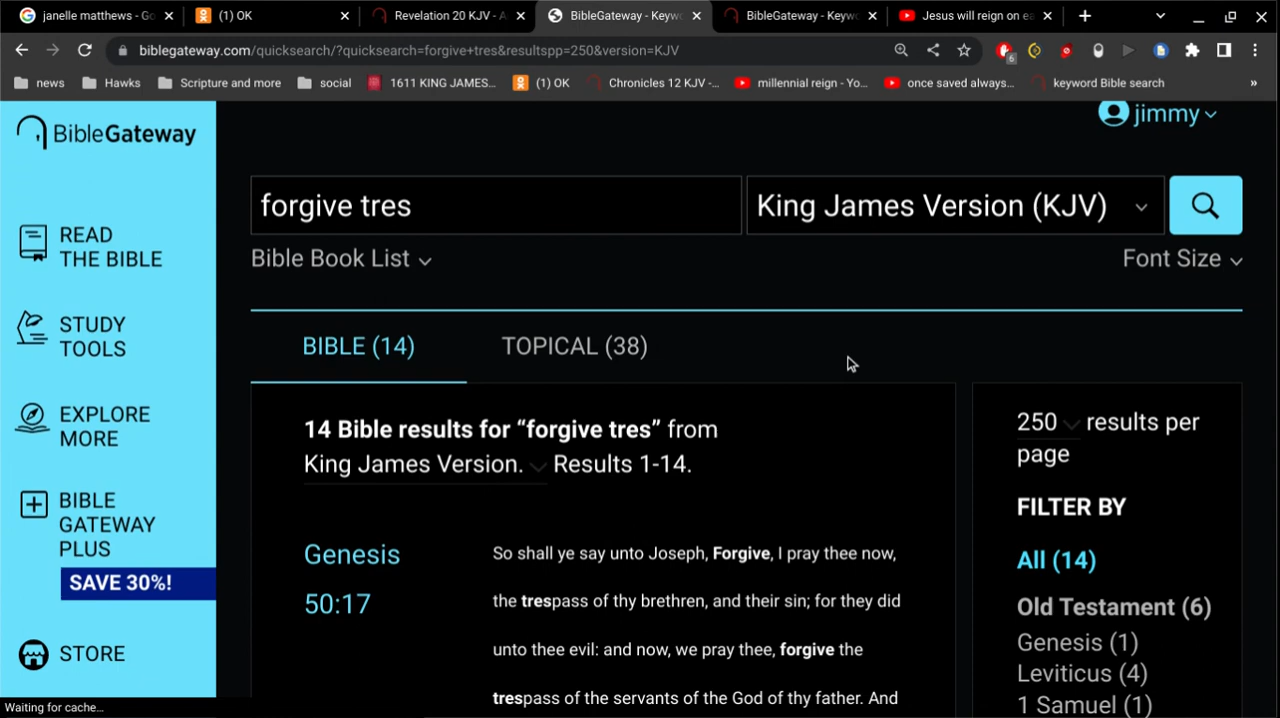 janelle matthews - Go
(1) OK
Revelation 20 KJV - A
BibleGateway - Keywo
BibleGateway - Keywo
Jesus will reign on ea
biblegateway.com/quicksearch/?quicksearch=forgive+tres&resultspp=250&version=KJV
6
news
Hawks
Scripture and more
social
1611 KING JAMES...
(1) OK
Chronicles 12 KJV -...
millennial reign - Yo...
once saved always...
keyword Bible search
»
BibleGateway
jimmy
forgive tres
King James Version (KJV)
READ
THE BIBLE
Bible Book List
Font Size
STUDY
TOOLS
BIBLE (14)
TOPICAL (38)
EXPLORE
MORE
14 Bible results for “forgive tres” from
King James Version. Results 1-14.
250 results per
page
BIBLE
GATEWAY
PLUS
SAVE 30%!
FILTER BY
Genesis
50:17
So shall ye say unto Joseph, Forgive, I pray thee now,
the trespass of thy brethren, and their sin; for they did
unto thee evil: and now, we pray thee, forgive the
trespass of the servants of the God of thy father. And
All (14)
Old Testament (6)
Genesis (1)
Leviticus (4)
1 Samuel (1)
STORE
Waiting for cache...